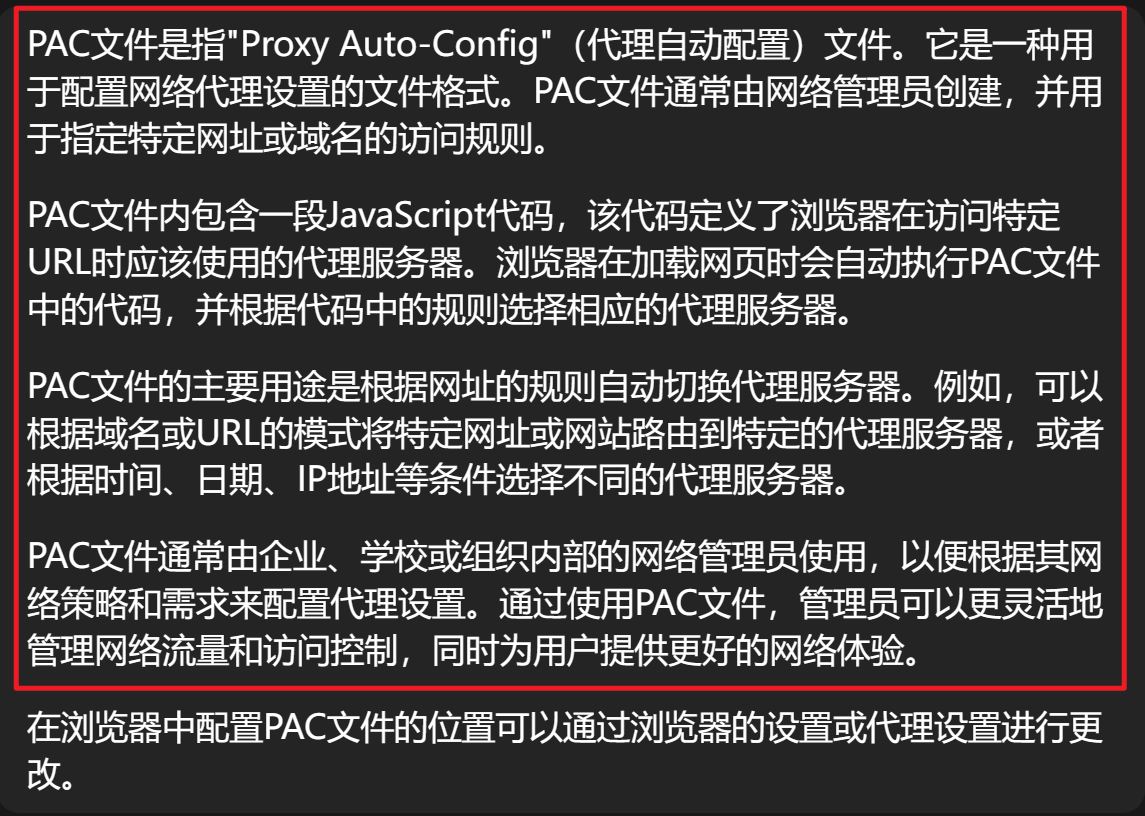 PAC文件是指"Proxy Auto-Config"（代理自动配置）文件。它是一种用
于配置网络代理设置的文件格式。PAC文件通常由网络管理员创建，并用
于指定特定网址或域名的访问规则。
PAC文件内包含一段JavaScript代码，该代码定义了浏览器在访问特定
URL时应该使用的代理服务器。浏览器在加载网页时会自动执行PAC文件
中的代码，并根据代码中的规则选择相应的代理服务器。
PAC文件的主要用途是根据网址的规则自动切换代理服务器。例如，可以
根据域名或URL的模式将特定网址或网站路由到特定的代理服务器，或者
根据时间、日期、IP地址等条件选择不同的代理服务器。
PAC文件通常由企业、学校或组织内部的网络管理员使用，以便根据其网
络策略和需求来配置代理设置。通过使用PAC文件，管理员可以更灵活地
管理网络流量和访问控制，同时为用户提供更好的网络体验。
在浏览器中配置PAC文件的位置可以通过浏览器的设置或代理设置进行更
改。